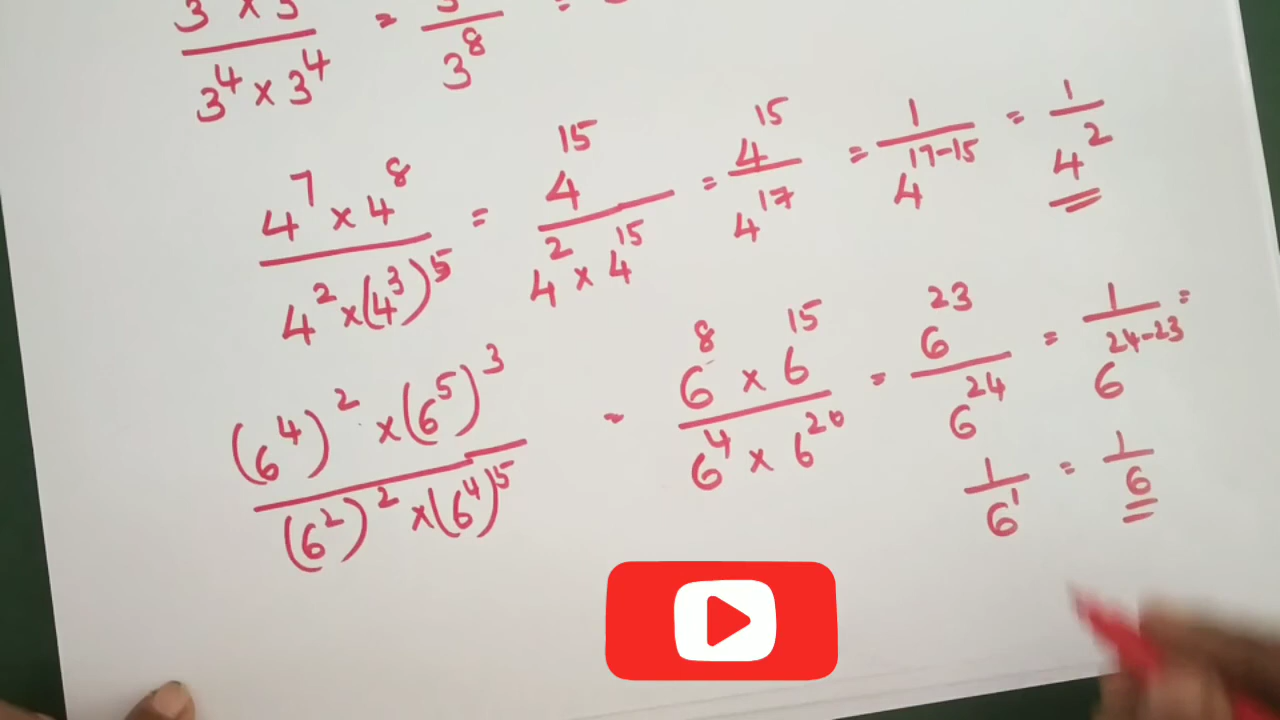 3 × 3 / 3^4 × 3^4 = 3 / 3^8 =
4^7 × 4^8 / 4^2 × (4^3)^5 = 4^15 / 4^2 × 4^15 = 4^15 / 4^17 = 1 / 4^17-15 = 1 / 4^2
(6^4)^2 × (6^5)^3 / (6^2)^2 × (6^4)^5 = 6^8 × 6^15 / 6^4 × 6^20 = 6^23 / 6^24 = 1 / 6^24-23 =
1 / 6^1 = 1 / 6